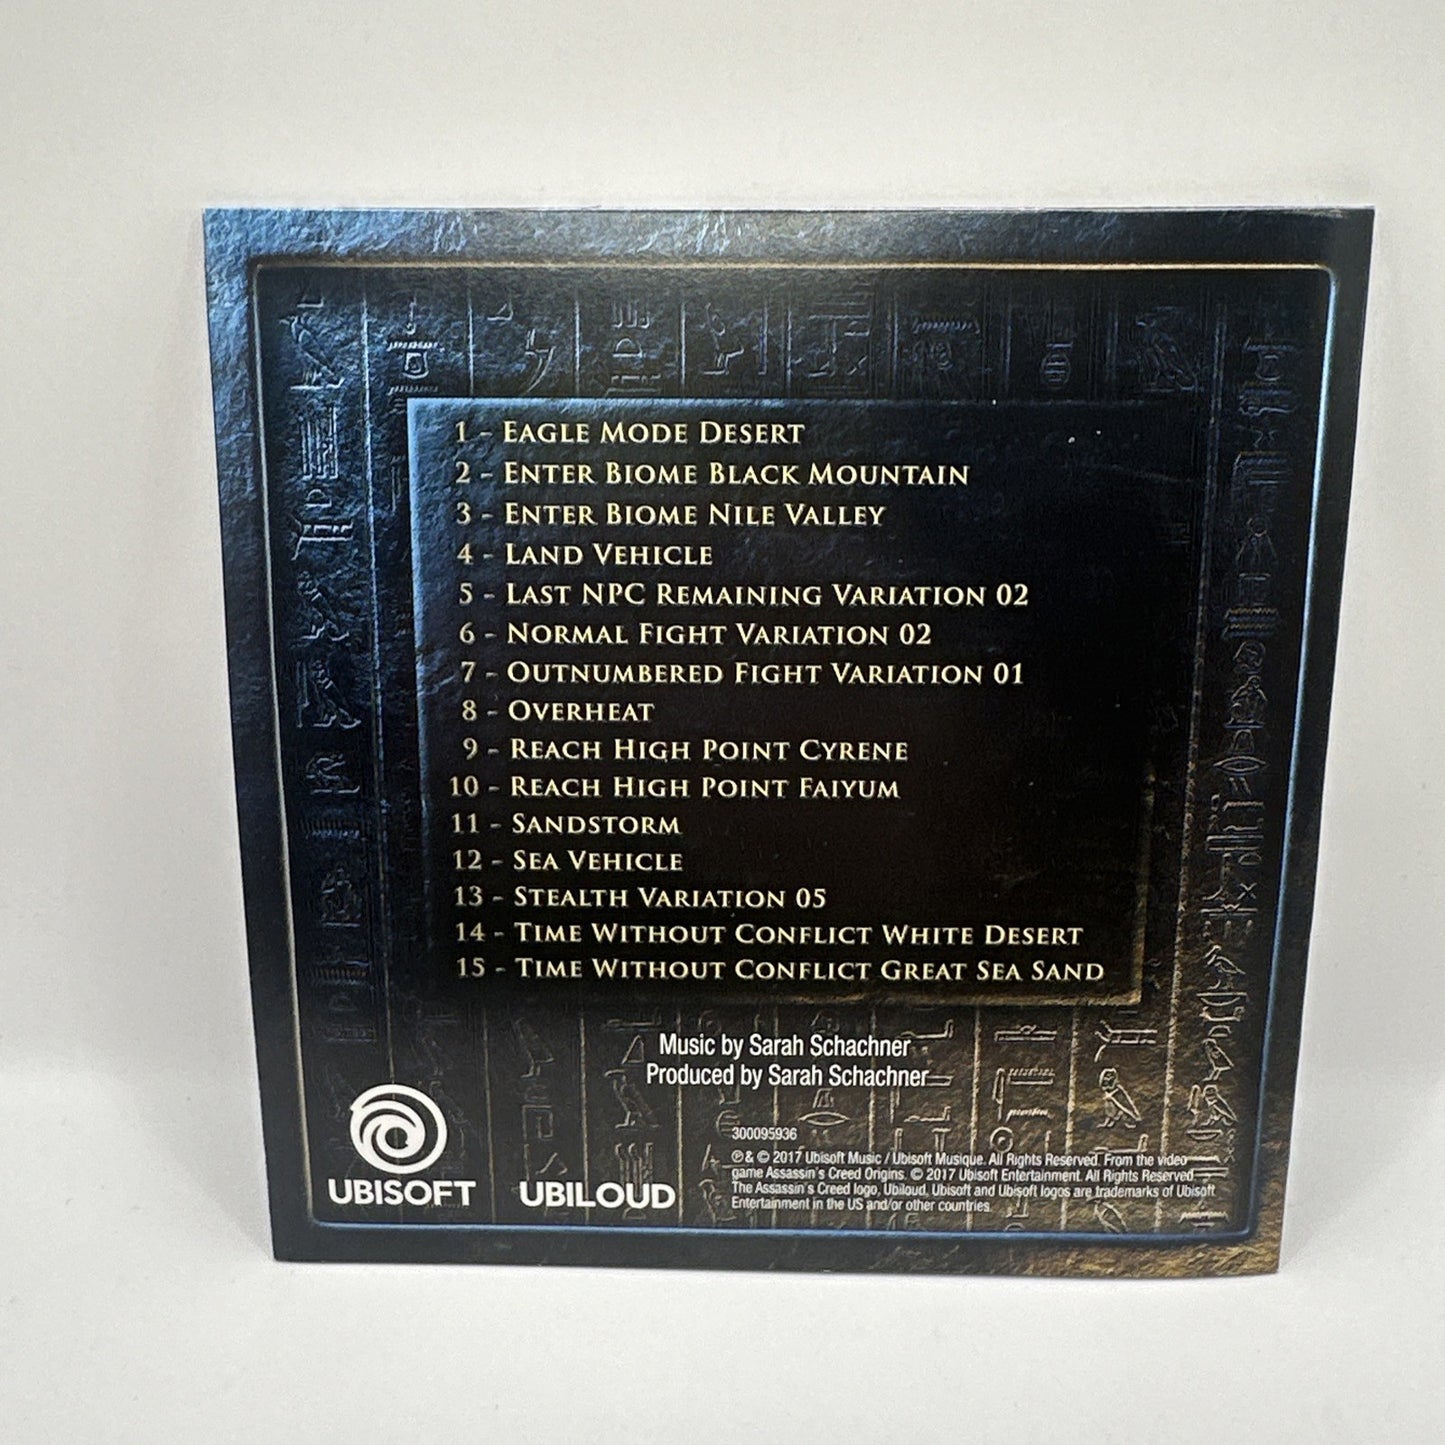 1 - Eagle Mode Desert
2 - Enter Biome Black Mountain
3 - Enter Biome Nile Valley
4 - Land Vehicle
5 - Last NPC Remaining Variation 02
6 - Normal Fight Variation 02
7 - Outnumbered Fight Variation 01
8 - Overheat
9 - Reach High Point Cyrene
10 - Reach High Point Faiyum
11 - Sandstorm
12 - Sea Vehicle
13 - Stealth Variation 05
14 - Time Without Conflict White Desert
15 - Time Without Conflict Great Sea Sand
Music by Sarah Schachner
Produced by Sarah Schachner
300095936
℗ & © 2017 Ubisoft Music / Ubisoft Musique. All Rights Reserved. From the video
game Assassin's Creed Origins. © 2017 Ubisoft Entertainment. All Rights Reserved.
The Assassin's Creed logo, Ubiloud, Ubisoft and Ubisoft logos are trademarks of Ubisoft
Entertainment in the US and/or other countries.
UBISOFT
UBILOUD